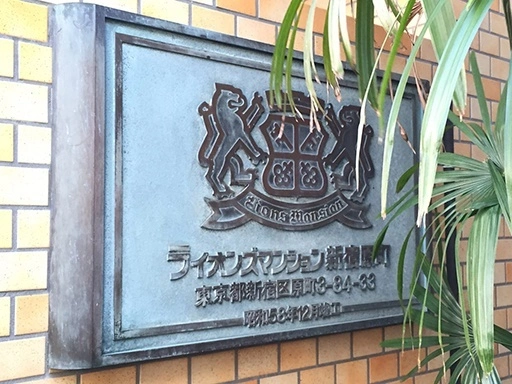 Lions Mansion
ライオンズマンション新宿原町
東京都新宿区原町3-34-33
昭和58年12月竣工